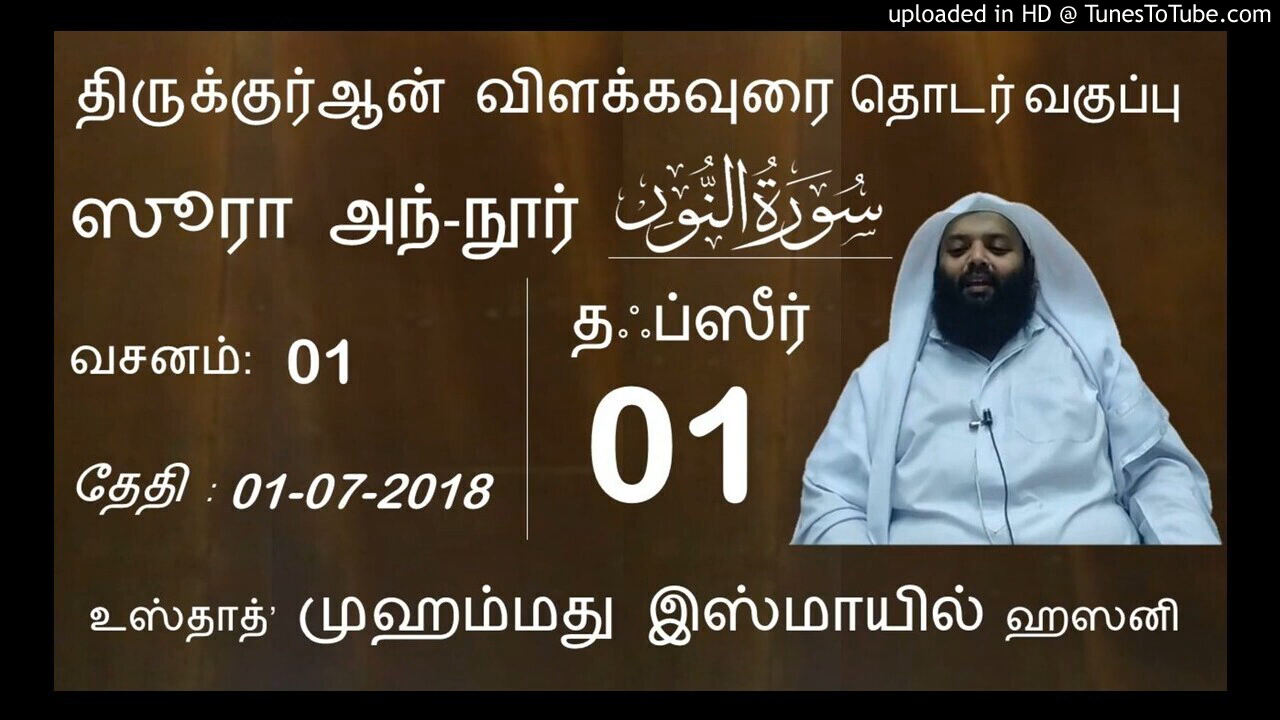 uploaded in HD @ TunesToTube.com
திருக்குர்ஆன் விளக்கவுரை தொடர் வகுப்பு
ஸூரா அந்-நூர் سُورَةُ النُّورِ
தஃப்ஸீர்
வசனம்: 01
01
தேதி : 01-07-2018
உஸ்தாத்’ முஹம்மது இஸ்மாயில் ஹஸனி